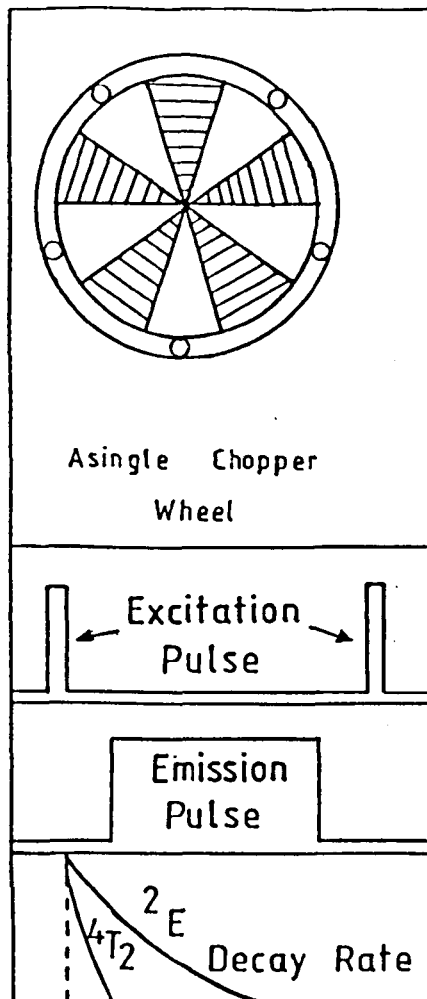 Asingle Chopper
Wheel
Excitation
Pulse
Emission
Pulse
²E
⁴T₂ Decay Rate